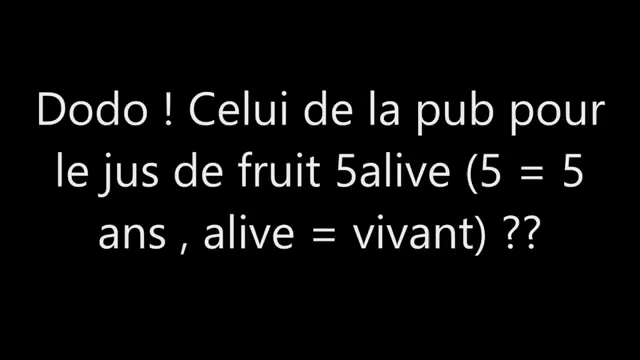 Dodo ! Celui de la pub pour
le jus de fruit 5alive (5 = 5
ans , alive = vivant) ??